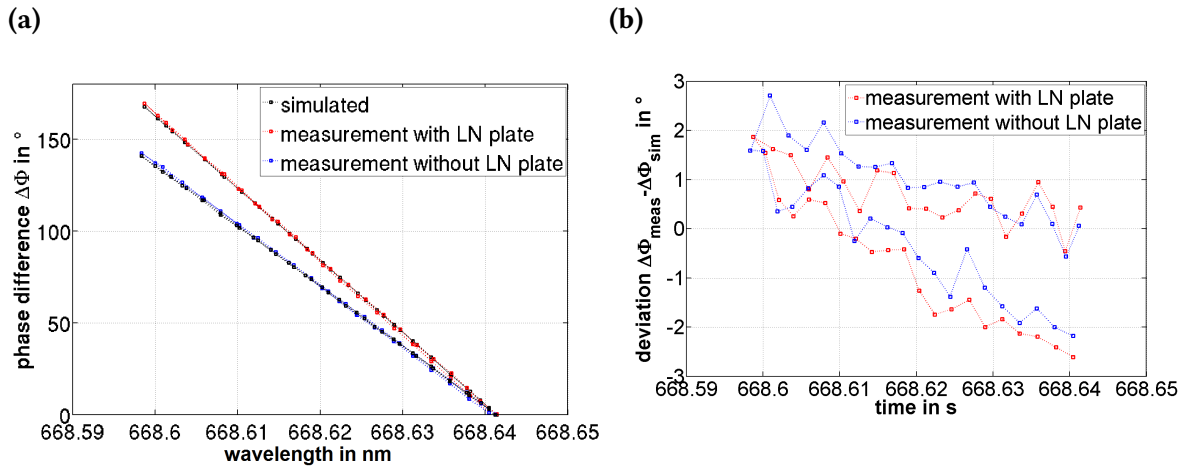 (a)
phase difference ΔΦ in °
150
100
50
0
simulated
measurement with LN plate
measurement without LN plate
668.59 668.6 668.61 668.62 668.63 668.64 668.65
wavelength in nm
(b)
deviation ΔΦmeas-ΔΦsim in °
3
2
1
0
-1
-2
-3
measurement with LN plate
measurement without LN plate
668.59 668.6 668.61 668.62 668.63 668.64 668.65
time in s